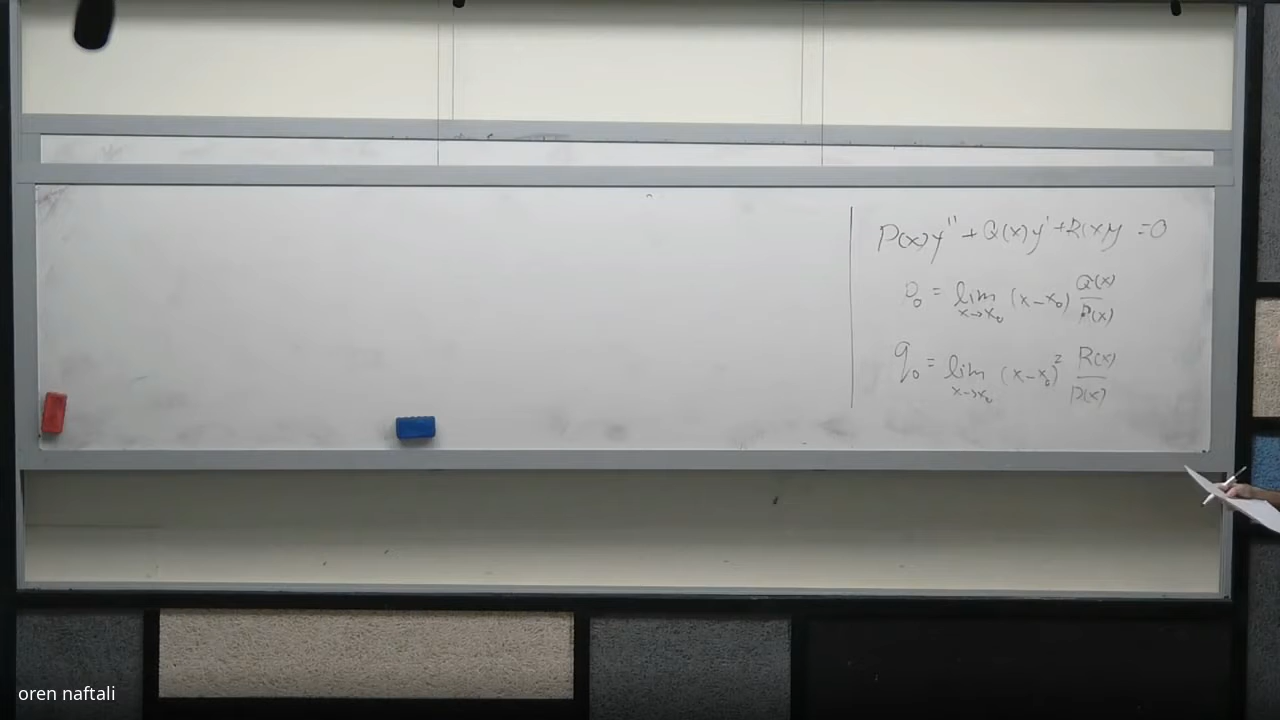 P(x)y'' + Q(x)y' + R(x)y = 0
p₀ = lim x→x₀ (x-x₀) Q(x)/P(x)
q₀ = lim x→x₀ (x-x₀)² R(x)/P(x)
oren naftali